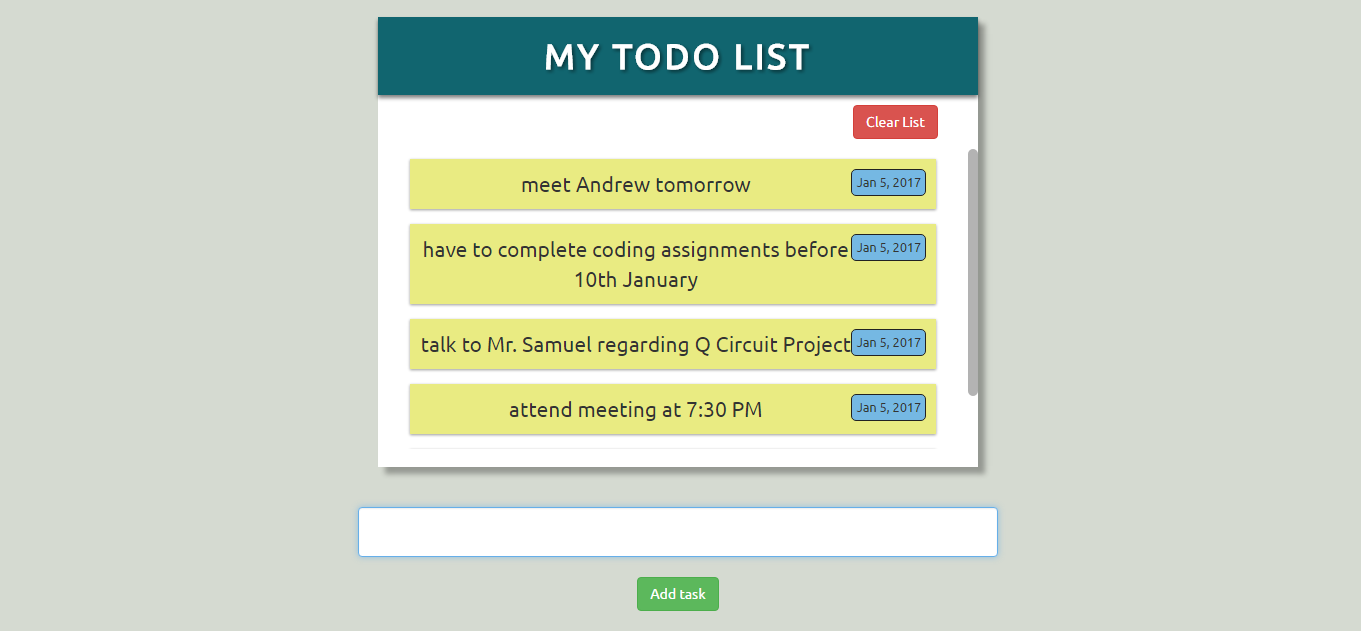 MY TODO LIST
Clear List
meet Andrew tomorrow
Jan 5, 2017
have to complete coding assignments before
Jan 5, 2017
10th January
talk to Mr. Samuel regarding Q Circuit Project
Jan 5, 2017
attend meeting at 7:30 PM
Jan 5, 2017
Add task